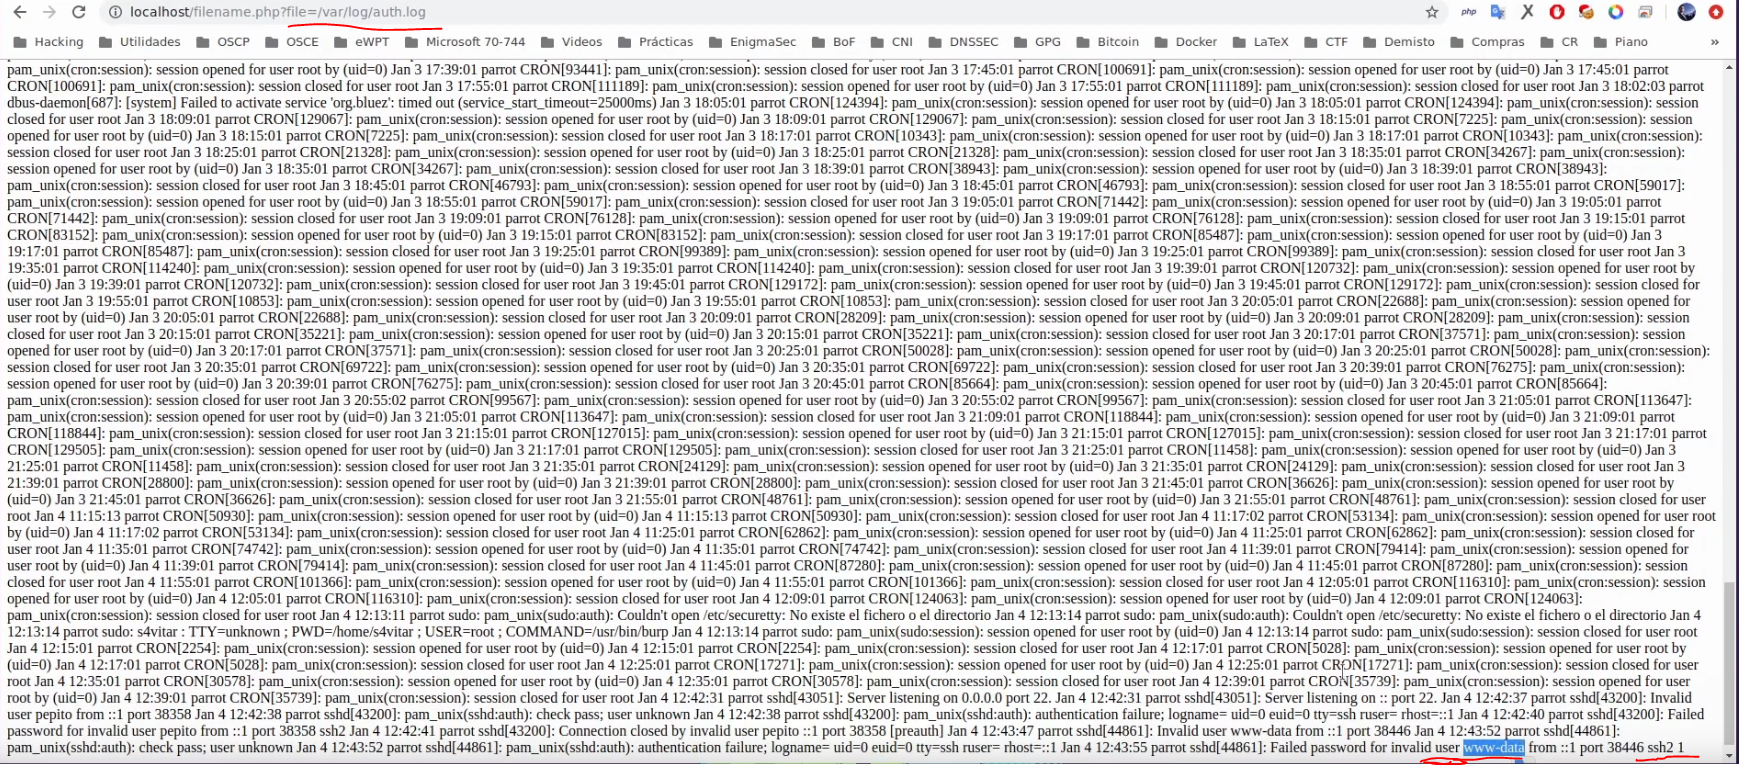 localhost/filename.php?file=/var/log/auth.log
php
Hacking Utilidades OSCP OSCE eWPT Microsoft 70-744 Videos Prácticas EnigmaSec BoF CNI DNSSEC GPG Bitcoin Docker LaTeX CTF Demisto Compras CR Piano »
pam_unix(cron:session): session opened for user root by (uid=0) Jan 3 17:39:01 parrot CRON[93441]: pam_unix(cron:session): session closed for user root Jan 3 17:45:01 parrot CRON[100691]: pam_unix(cron:session): session opened for user root by (uid=0) Jan 3 17:45:01 parrot
CRON[100691]: pam_unix(cron:session): session closed for user root Jan 3 17:55:01 parrot CRON[111189]: pam_unix(cron:session): session opened for user root by (uid=0) Jan 3 17:55:01 parrot CRON[111189]: pam_unix(cron:session): session closed for user root Jan 3 18:02:03 parrot
dbus-daemon[687]: [system] Failed to activate service 'org.bluez': timed out (service_start_timeout=25000ms) Jan 3 18:05:01 parrot CRON[124394]: pam_unix(cron:session): session opened for user root by (uid=0) Jan 3 18:05:01 parrot CRON[124394]: pam_unix(cron:session): session
closed for user root Jan 3 18:09:01 parrot CRON[129067]: pam_unix(cron:session): session opened for user root by (uid=0) Jan 3 18:09:01 parrot CRON[129067]: pam_unix(cron:session): session closed for user root Jan 3 18:15:01 parrot CRON[7225]: pam_unix(cron:session): session
opened for user root by (uid=0) Jan 3 18:15:01 parrot CRON[7225]: pam_unix(cron:session): session closed for user root Jan 3 18:17:01 parrot CRON[10343]: pam_unix(cron:session): session opened for user root by (uid=0) Jan 3 18:17:01 parrot CRON[10343]: pam_unix(cron:session):
session closed for user root Jan 3 18:25:01 parrot CRON[21328]: pam_unix(cron:session): session opened for user root by (uid=0) Jan 3 18:25:01 parrot CRON[21328]: pam_unix(cron:session): session closed for user root Jan 3 18:35:01 parrot CRON[34267]: pam_unix(cron:session):
session opened for user root by (uid=0) Jan 3 18:35:01 parrot CRON[34267]: pam_unix(cron:session): session closed for user root Jan 3 18:39:01 parrot CRON[38943]: pam_unix(cron:session): session opened for user root by (uid=0) Jan 3 18:39:01 parrot CRON[38943]:
pam_unix(cron:session): session closed for user root Jan 3 18:45:01 parrot CRON[46793]: pam_unix(cron:session): session opened for user root by (uid=0) Jan 3 18:45:01 parrot CRON[46793]: pam_unix(cron:session): session closed for user root Jan 3 18:55:01 parrot CRON[59017]:
pam_unix(cron:session): session opened for user root by (uid=0) Jan 3 18:55:01 parrot CRON[59017]: pam_unix(cron:session): session closed for user root Jan 3 19:05:01 parrot CRON[71442]: pam_unix(cron:session): session opened for user root by (uid=0) Jan 3 19:05:01 parrot
CRON[71442]: pam_unix(cron:session): session closed for user root Jan 3 19:09:01 parrot CRON[76128]: pam_unix(cron:session): session opened for user root by (uid=0) Jan 3 19:09:01 parrot CRON[76128]: pam_unix(cron:session): session closed for user root Jan 3 19:15:01 parrot
CRON[83152]: pam_unix(cron:session): session opened for user root by (uid=0) Jan 3 19:15:01 parrot CRON[83152]: pam_unix(cron:session): session closed for user root Jan 3 19:17:01 parrot CRON[85487]: pam_unix(cron:session): session opened for user root by (uid=0) Jan 3
19:17:01 parrot CRON[85487]: pam_unix(cron:session): session closed for user root Jan 3 19:25:01 parrot CRON[99389]: pam_unix(cron:session): session opened for user root by (uid=0) Jan 3 19:25:01 parrot CRON[99389]: pam_unix(cron:session): session closed for user root Jan 3
19:35:01 parrot CRON[114240]: pam_unix(cron:session): session opened for user root by (uid=0) Jan 3 19:35:01 parrot CRON[114240]: pam_unix(cron:session): session closed for user root Jan 3 19:39:01 parrot CRON[120732]: pam_unix(cron:session): session opened for user root by
(uid=0) Jan 3 19:39:01 parrot CRON[120732]: pam_unix(cron:session): session closed for user root Jan 3 19:45:01 parrot CRON[129172]: pam_unix(cron:session): session opened for user root by (uid=0) Jan 3 19:45:01 parrot CRON[129172]: pam_unix(cron:session): session closed for
user root Jan 3 19:55:01 parrot CRON[10853]: pam_unix(cron:session): session opened for user root by (uid=0) Jan 3 19:55:01 parrot CRON[10853]: pam_unix(cron:session): session closed for user root Jan 3 20:05:01 parrot CRON[22688]: pam_unix(cron:session): session opened for
user root by (uid=0) Jan 3 20:05:01 parrot CRON[22688]: pam_unix(cron:session): session closed for user root Jan 3 20:09:01 parrot CRON[28209]: pam_unix(cron:session): session opened for user root by (uid=0) Jan 3 20:09:01 parrot CRON[28209]: pam_unix(cron:session): session
closed for user root Jan 3 20:15:01 parrot CRON[35221]: pam_unix(cron:session): session opened for user root by (uid=0) Jan 3 20:15:01 parrot CRON[35221]: pam_unix(cron:session): session closed for user root Jan 3 20:17:01 parrot CRON[37571]: pam_unix(cron:session): session
opened for user root by (uid=0) Jan 3 20:17:01 parrot CRON[37571]: pam_unix(cron:session): session closed for user root Jan 3 20:25:01 parrot CRON[50028]: pam_unix(cron:session): session opened for user root by (uid=0) Jan 3 20:25:01 parrot CRON[50028]: pam_unix(cron:session):
session closed for user root Jan 3 20:35:01 parrot CRON[69722]: pam_unix(cron:session): session opened for user root by (uid=0) Jan 3 20:35:01 parrot CRON[69722]: pam_unix(cron:session): session closed for user root Jan 3 20:39:01 parrot CRON[76275]: pam_unix(cron:session):
session opened for user root by (uid=0) Jan 3 20:39:01 parrot CRON[76275]: pam_unix(cron:session): session closed for user root Jan 3 20:45:01 parrot CRON[85664]: pam_unix(cron:session): session opened for user root by (uid=0) Jan 3 20:45:01 parrot CRON[85664]:
pam_unix(cron:session): session closed for user root Jan 3 20:55:02 parrot CRON[99567]: pam_unix(cron:session): session opened for user root by (uid=0) Jan 3 20:55:02 parrot CRON[99567]: pam_unix(cron:session): session closed for user root Jan 3 21:05:01 parrot CRON[113647]:
pam_unix(cron:session): session opened for user root by (uid=0) Jan 3 21:05:01 parrot CRON[113647]: pam_unix(cron:session): session closed for user root Jan 3 21:09:01 parrot CRON[118844]: pam_unix(cron:session): session opened for user root by (uid=0) Jan 3 21:09:01 parrot
CRON[118844]: pam_unix(cron:session): session closed for user root Jan 3 21:15:01 parrot CRON[127015]: pam_unix(cron:session): session opened for user root by (uid=0) Jan 3 21:15:01 parrot CRON[127015]: pam_unix(cron:session): session closed for user root Jan 3 21:17:01 parrot
CRON[129505]: pam_unix(cron:session): session opened for user root by (uid=0) Jan 3 21:17:01 parrot CRON[129505]: pam_unix(cron:session): session closed for user root Jan 3 21:25:01 parrot CRON[11458]: pam_unix(cron:session): session opened for user root by (uid=0) Jan 3
21:25:01 parrot CRON[11458]: pam_unix(cron:session): session closed for user root Jan 3 21:35:01 parrot CRON[24129]: pam_unix(cron:session): session opened for user root by (uid=0) Jan 3 21:35:01 parrot CRON[24129]: pam_unix(cron:session): session closed for user root Jan 3
21:39:01 parrot CRON[28800]: pam_unix(cron:session): session opened for user root by (uid=0) Jan 3 21:39:01 parrot CRON[28800]: pam_unix(cron:session): session closed for user root Jan 3 21:45:01 parrot CRON[36626]: pam_unix(cron:session): session opened for user root by
(uid=0) Jan 3 21:45:01 parrot CRON[36626]: pam_unix(cron:session): session closed for user root Jan 3 21:55:01 parrot CRON[48761]: pam_unix(cron:session): session opened for user root by (uid=0) Jan 3 21:55:01 parrot CRON[48761]: pam_unix(cron:session): session closed for user
root Jan 4 11:15:13 parrot CRON[50930]: pam_unix(cron:session): session opened for user root by (uid=0) Jan 4 11:15:13 parrot CRON[50930]: pam_unix(cron:session): session closed for user root Jan 4 11:17:02 parrot CRON[53134]: pam_unix(cron:session): session opened for user root
by (uid=0) Jan 4 11:17:02 parrot CRON[53134]: pam_unix(cron:session): session closed for user root Jan 4 11:25:01 parrot CRON[62862]: pam_unix(cron:session): session opened for user root by (uid=0) Jan 4 11:25:01 parrot CRON[62862]: pam_unix(cron:session): session closed for
user root Jan 4 11:35:01 parrot CRON[74742]: pam_unix(cron:session): session opened for user root by (uid=0) Jan 4 11:35:01 parrot CRON[74742]: pam_unix(cron:session): session closed for user root Jan 4 11:39:01 parrot CRON[79414]: pam_unix(cron:session): session opened for user
root by (uid=0) Jan 4 11:39:01 parrot CRON[79414]: pam_unix(cron:session): session closed for user root Jan 4 11:45:01 parrot CRON[87280]: pam_unix(cron:session): session opened for user root by (uid=0) Jan 4 11:45:01 parrot CRON[87280]: pam_unix(cron:session): session
closed for user root Jan 4 11:55:01 parrot CRON[101366]: pam_unix(cron:session): session opened for user root by (uid=0) Jan 4 11:55:01 parrot CRON[101366]: pam_unix(cron:session): session closed for user root Jan 4 12:05:01 parrot CRON[116310]: pam_unix(cron:session): session
opened for user root by (uid=0) Jan 4 12:05:01 parrot CRON[116310]: pam_unix(cron:session): session closed for user root Jan 4 12:09:01 parrot CRON[124063]: pam_unix(cron:session): session opened for user root by (uid=0) Jan 4 12:09:01 parrot CRON[124063]:
pam_unix(cron:session): session closed for user root Jan 4 12:13:11 parrot sudo: pam_unix(sudo:auth): Couldn't open /etc/securetty: No existe el fichero o el directorio Jan 4 12:13:14 parrot sudo: pam_unix(sudo:auth): Couldn't open /etc/securetty: No existe el fichero o el directorio Jan 4
12:13:14 parrot sudo: s4vitar : TTY=unknown ; PWD=/home/s4vitar ; USER=root ; COMMAND=/usr/bin/burp Jan 4 12:13:14 parrot sudo: pam_unix(sudo:session): session opened for user root by (uid=0) Jan 4 12:13:14 parrot sudo: pam_unix(sudo:session): session closed for user root
Jan 4 12:15:01 parrot CRON[2254]: pam_unix(cron:session): session opened for user root by (uid=0) Jan 4 12:15:01 parrot CRON[2254]: pam_unix(cron:session): session closed for user root Jan 4 12:17:01 parrot CRON[5028]: pam_unix(cron:session): session opened for user root by
(uid=0) Jan 4 12:17:01 parrot CRON[5028]: pam_unix(cron:session): session closed for user root Jan 4 12:25:01 parrot CRON[17271]: pam_unix(cron:session): session opened for user root by (uid=0) Jan 4 12:25:01 parrot CRON[17271]: pam_unix(cron:session): session closed for user
root Jan 4 12:35:01 parrot CRON[30578]: pam_unix(cron:session): session opened for user root by (uid=0) Jan 4 12:35:01 parrot CRON[30578]: pam_unix(cron:session): session closed for user root Jan 4 12:39:01 parrot CRON[35739]: pam_unix(cron:session): session opened for user
root by (uid=0) Jan 4 12:39:01 parrot CRON[35739]: pam_unix(cron:session): session closed for user root Jan 4 12:42:31 parrot sshd[43051]: Server listening on 0.0.0.0 port 22. Jan 4 12:42:31 parrot sshd[43051]: Server listening on :: port 22. Jan 4 12:42:37 parrot sshd[43200]: Invalid
user pepito from ::1 port 38358 Jan 4 12:42:38 parrot sshd[43200]: pam_unix(sshd:auth): check pass; user unknown Jan 4 12:42:38 parrot sshd[43200]: pam_unix(sshd:auth): authentication failure; logname= uid=0 euid=0 tty=ssh ruser= rhost=::1 Jan 4 12:42:40 parrot sshd[43200]: Failed
password for invalid user pepito from ::1 port 38358 ssh2 Jan 4 12:42:41 parrot sshd[43200]: Connection closed by invalid user pepito ::1 port 38358 [preauth] Jan 4 12:43:47 parrot sshd[44861]: Invalid user www-data from ::1 port 38446 Jan 4 12:43:52 parrot sshd[44861]:
pam_unix(sshd:auth): check pass; user unknown Jan 4 12:43:52 parrot sshd[44861]: pam_unix(sshd:auth): authentication failure; logname= uid=0 euid=0 tty=ssh ruser= rhost=::1 Jan 4 12:43:55 parrot sshd[44861]: Failed password for invalid user www-data from ::1 port 38446 ssh2 1